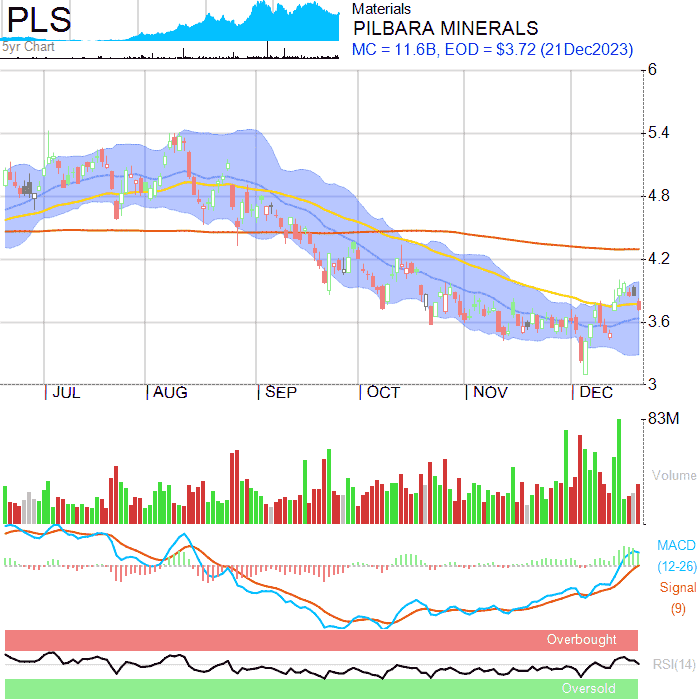 PLS
5yr Chart
Materials
PILBARA MINERALS
MC = 11.6B, EOD = $3.72 (21Dec2023)
6
5.4
4.8
4.2
3.6
3
JUL
AUG
SEP
OCT
NOV
DEC
83M
Volume
MACD
(12-26)
Signal
(9)
Overbought
RSI(14)
Oversold